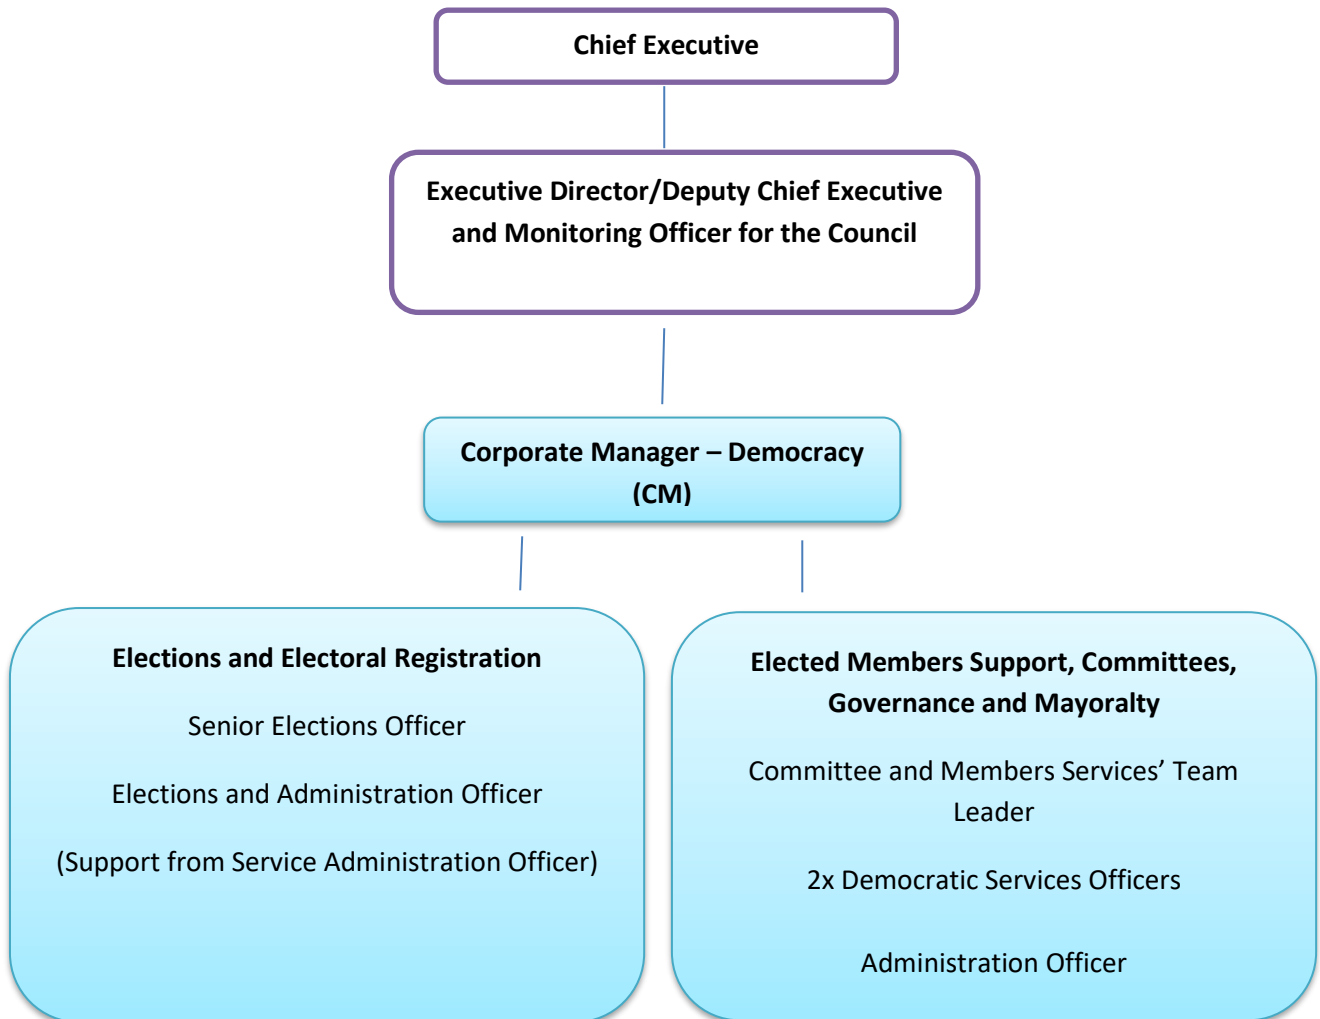 Chief Executive
Executive Director/Deputy Chief Executive
and Monitoring Officer for the Council
Corporate Manager – Democracy
(CM)
Elections and Electoral Registration
Senior Elections Officer
Elections and Administration Officer
(Support from Service Administration Officer)
Elected Members Support, Committees,
Governance and Mayoralty
Committee and Members Services’ Team
Leader
2x Democratic Services Officers
Administration Officer